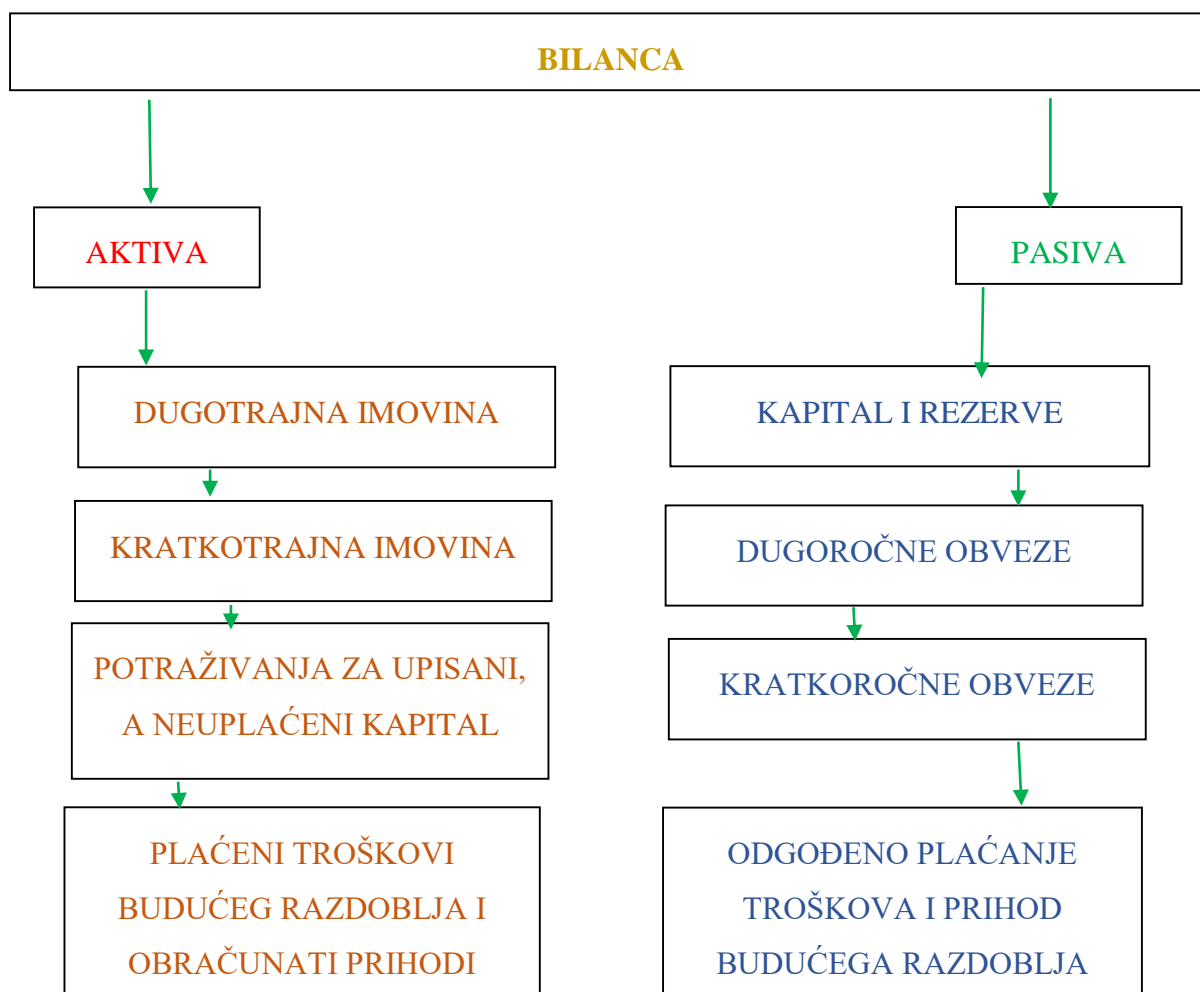 BILANCA
AKTIVA
PASIVA
DUGOTRAJNA IMOVINA
KRATKOTRAJNA IMOVINA
POTRAŽIVANJA ZA UPISANI,
A NEUPLAĆENI KAPITAL
PLAĆENI TROŠKOVI
BUDUĆEG RAZDOBLJA I
OBRAČUNATI PRIHODI
KAPITAL I REZERVE
DUGOROČNE OBVEZE
KRATKOROČNE OBVEZE
ODGOĐENO PLAĆANJE
TROŠKOVA I PRIHOD
BUDUĆEGA RAZDOBLJA